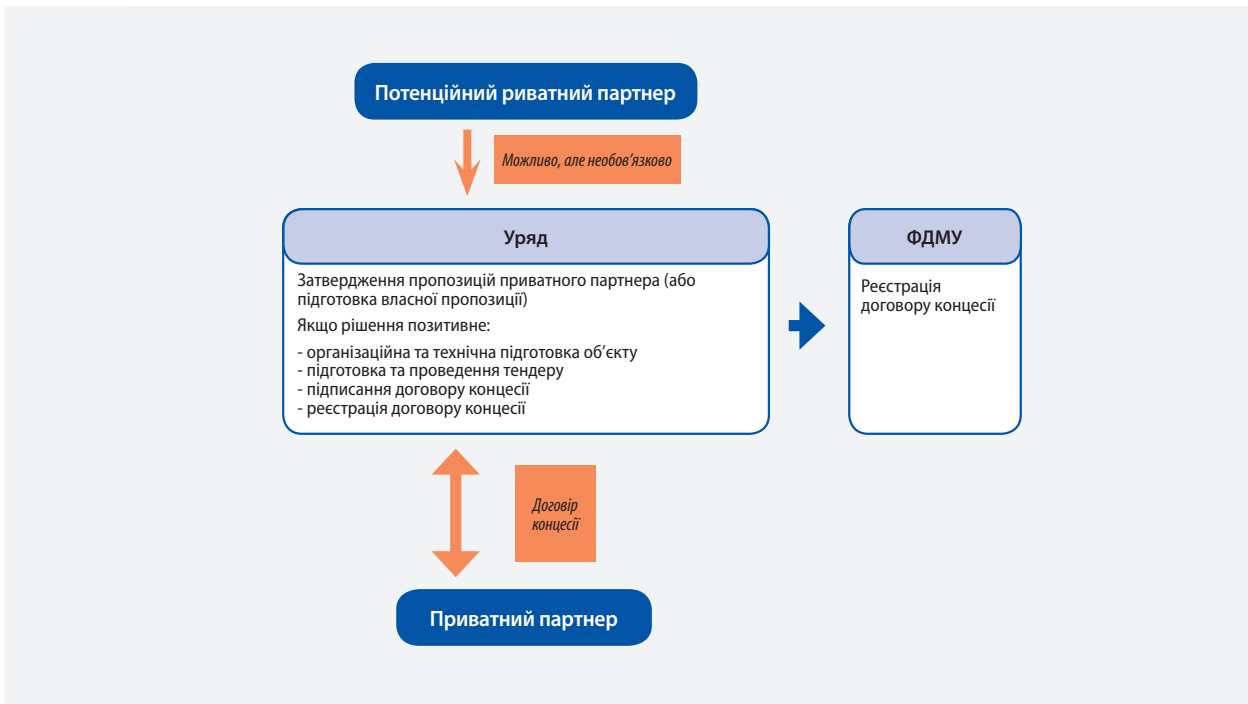 Потенційний риватний партнер
Можливо, але необов'язково
Уряд
Затвердження пропозицій приватного партнера (або
підготовка власної пропозиції)
Якщо рішення позитивне:
- організаційна та технічна підготовка об’єкту
- підготовка та проведення тендеру
- підписання договору концесії
- реєстрація договору концесії
ФДМУ
Реєстрація
договору концесії
Договір
концесії
Приватний партнер